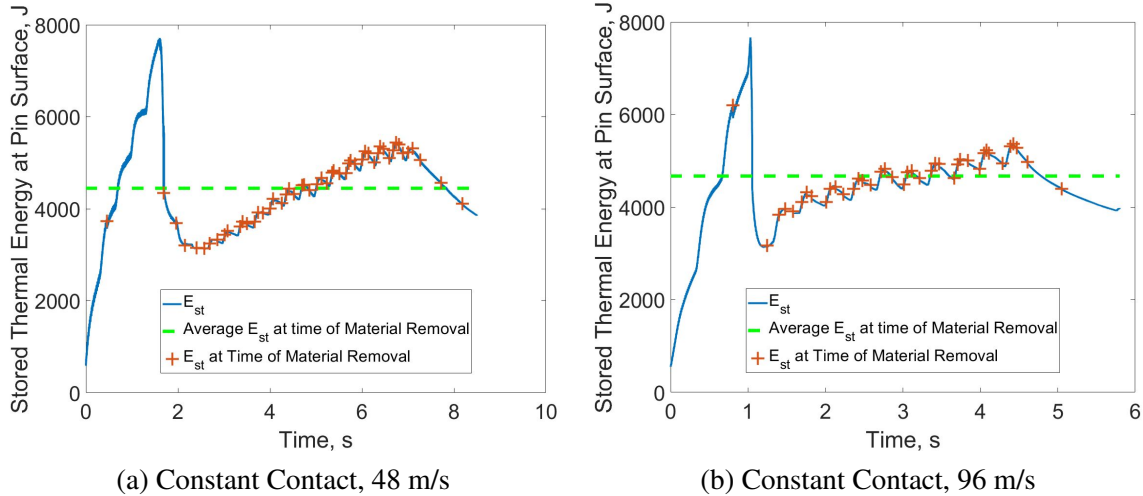 Stored Thermal Energy at Pin Surface, J
8000
6000
4000
2000
0
E_st
Average E_st at time of Material Removal
E_st at Time of Material Removal
0 2 4 6 8 10
Time, s
(a) Constant Contact, 48 m/s
Stored Thermal Energy at Pin Surface, J
8000
6000
4000
2000
0
E_st
Average E_st at time of Material Removal
E_st at Time of Material Removal
0 1 2 3 4 5 6
Time, s
(b) Constant Contact, 96 m/s